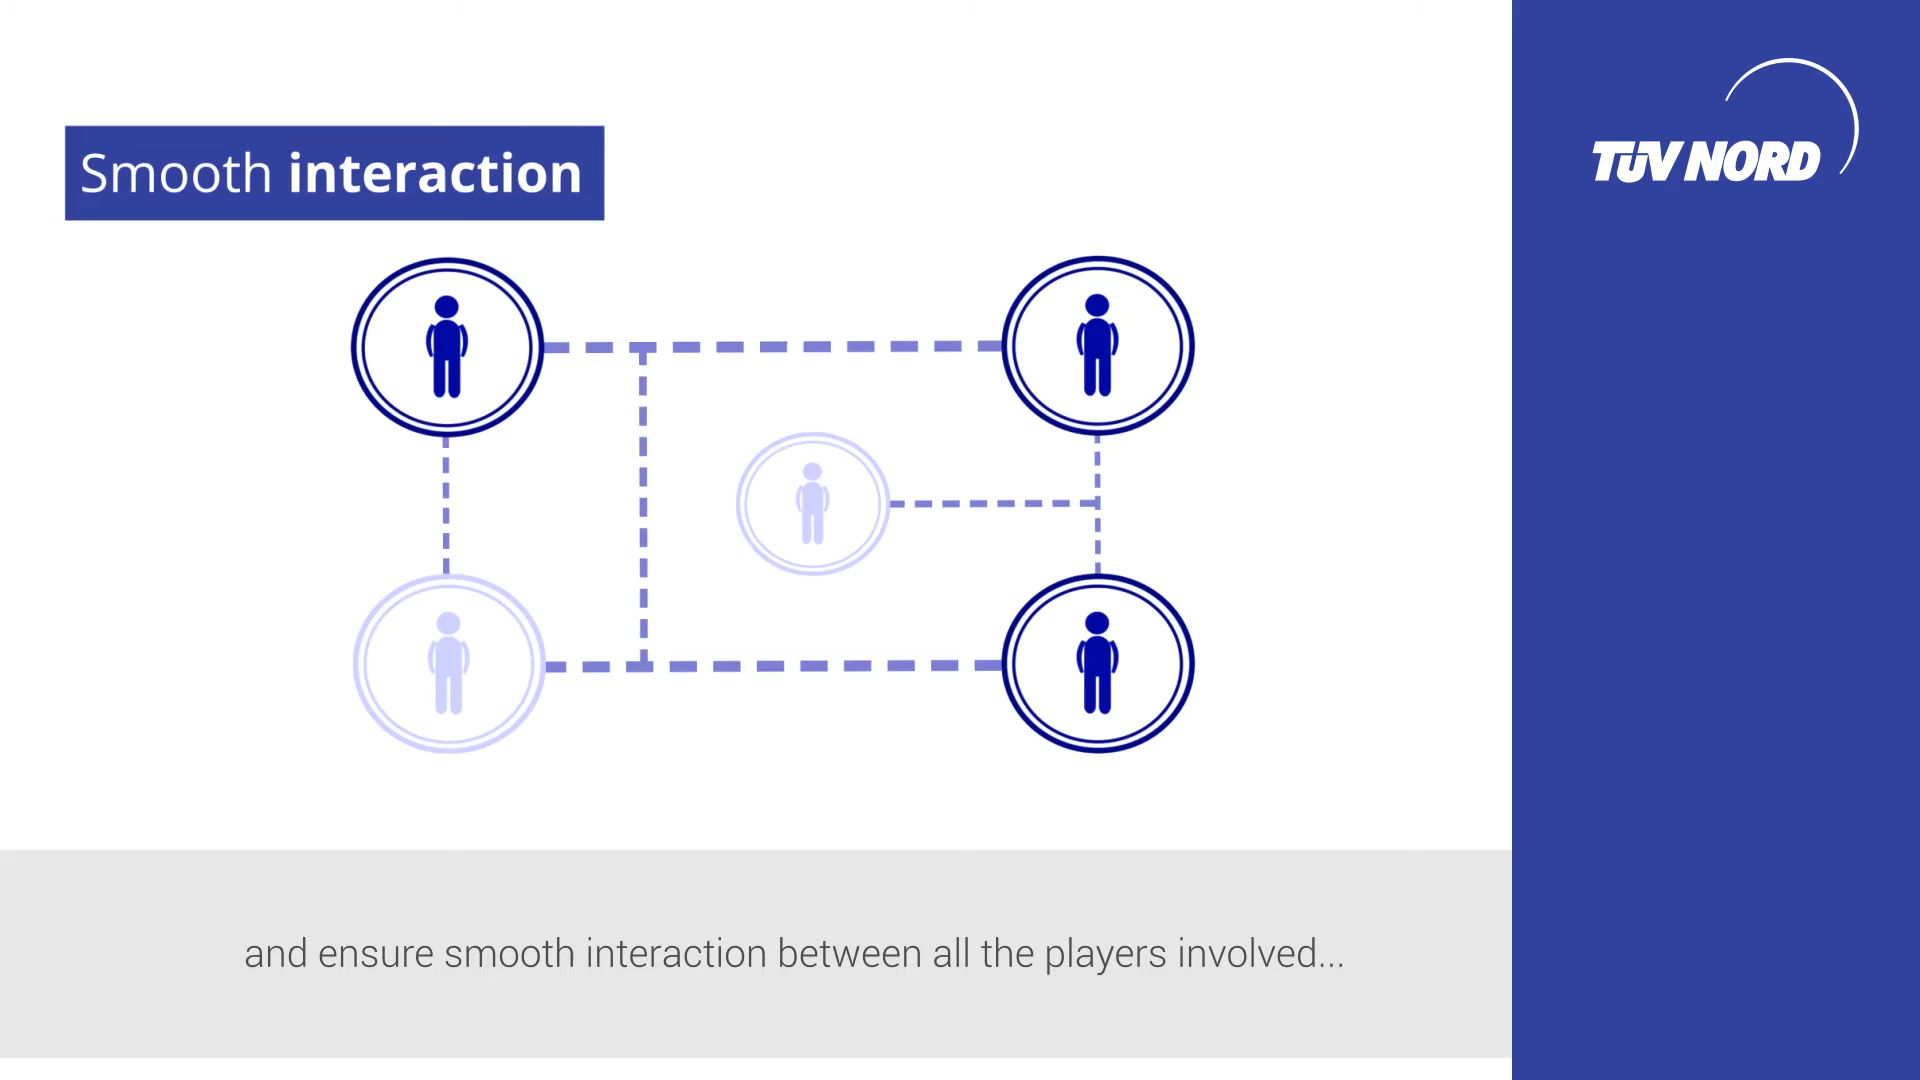 Smooth interaction
TÜV NORD
and ensure smooth interaction between all the players involved...